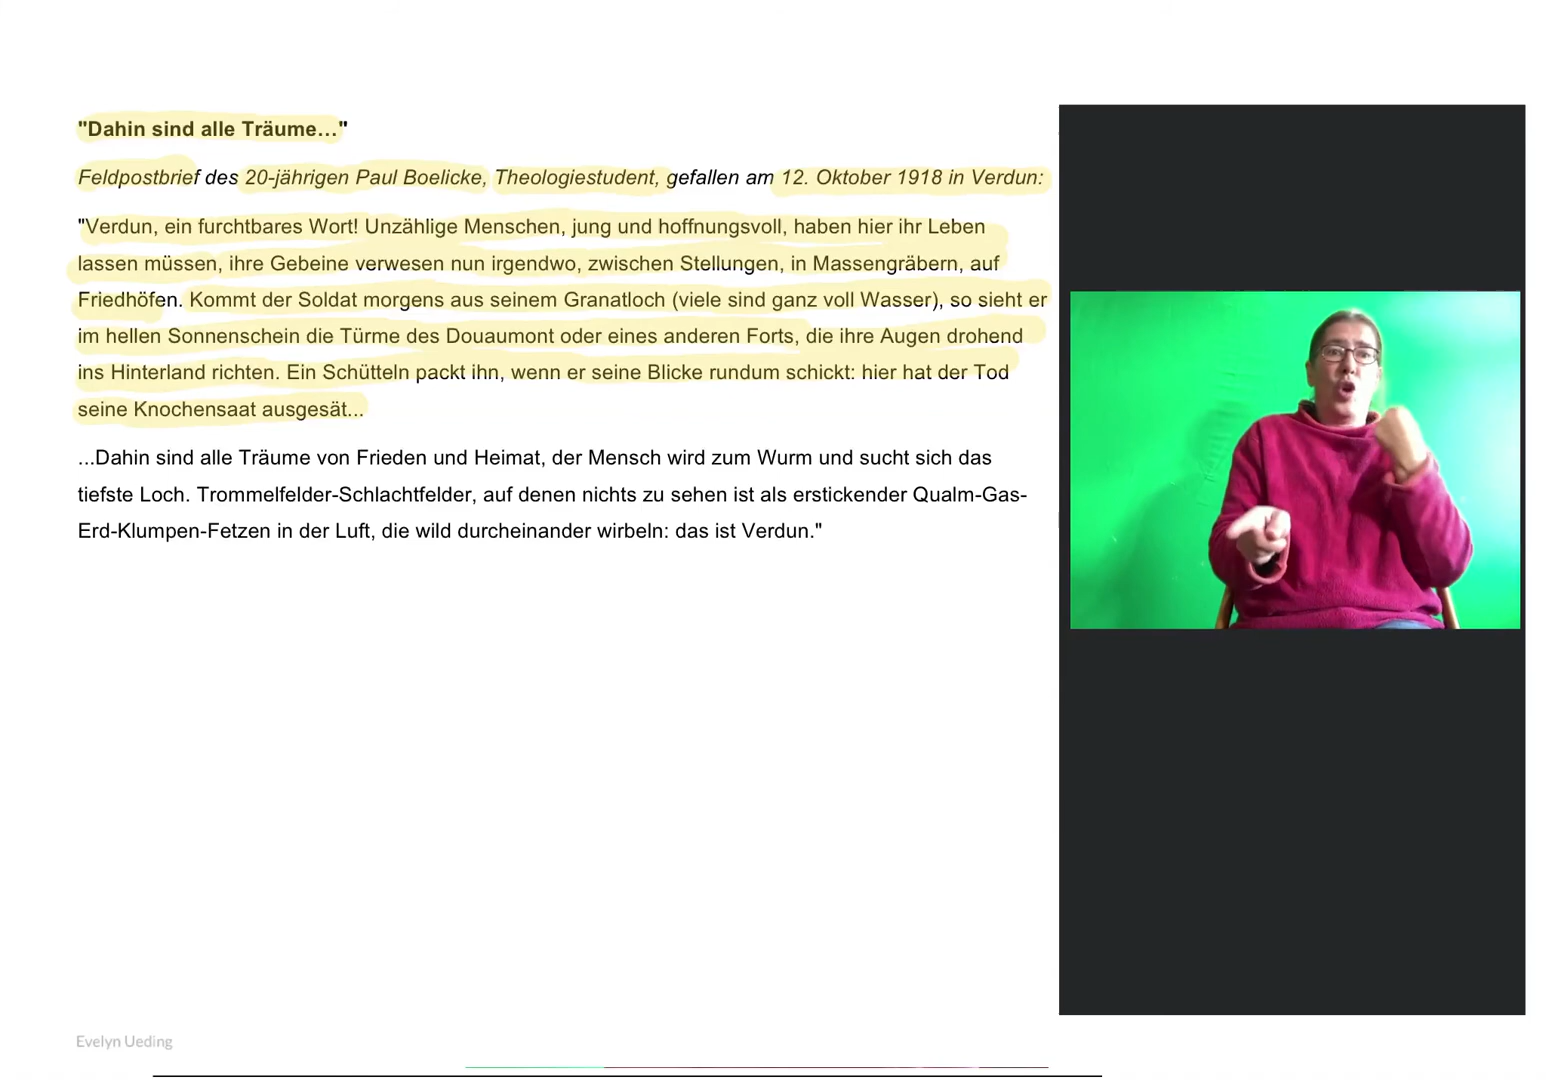 "Dahin sind alle Träume..."
Feldpostbrief des 20-jährigen Paul Boelicke, Theologiestudent, gefallen am 12. Oktober 1918 in Verdun:
"Verdun, ein furchtbares Wort! Unzählige Menschen, jung und hoffnungsvoll, haben hier ihr Leben
lassen müssen, ihre Gebeine verwesen nun irgendwo, zwischen Stellungen, in Massengräbern, auf
Friedhöfen. Kommt der Soldat morgens aus seinem Granatloch (viele sind ganz voll Wasser), so sieht er
im hellen Sonnenschein die Türme des Douaumont oder eines anderen Forts, die ihre Augen drohend
ins Hinterland richten. Ein Schütteln packt ihn, wenn er seine Blicke rundum schickt: hier hat der Tod
seine Knochensaat ausgesät...
...Dahin sind alle Träume von Frieden und Heimat, der Mensch wird zum Wurm und sucht sich das
tiefste Loch. Trommelfelder-Schlachtfelder, auf denen nichts zu sehen ist als erstickender Qualm-Gas-
Erd-Klumpen-Fetzen in der Luft, die wild durcheinander wirbeln: das ist Verdun."
Evelyn Ueding